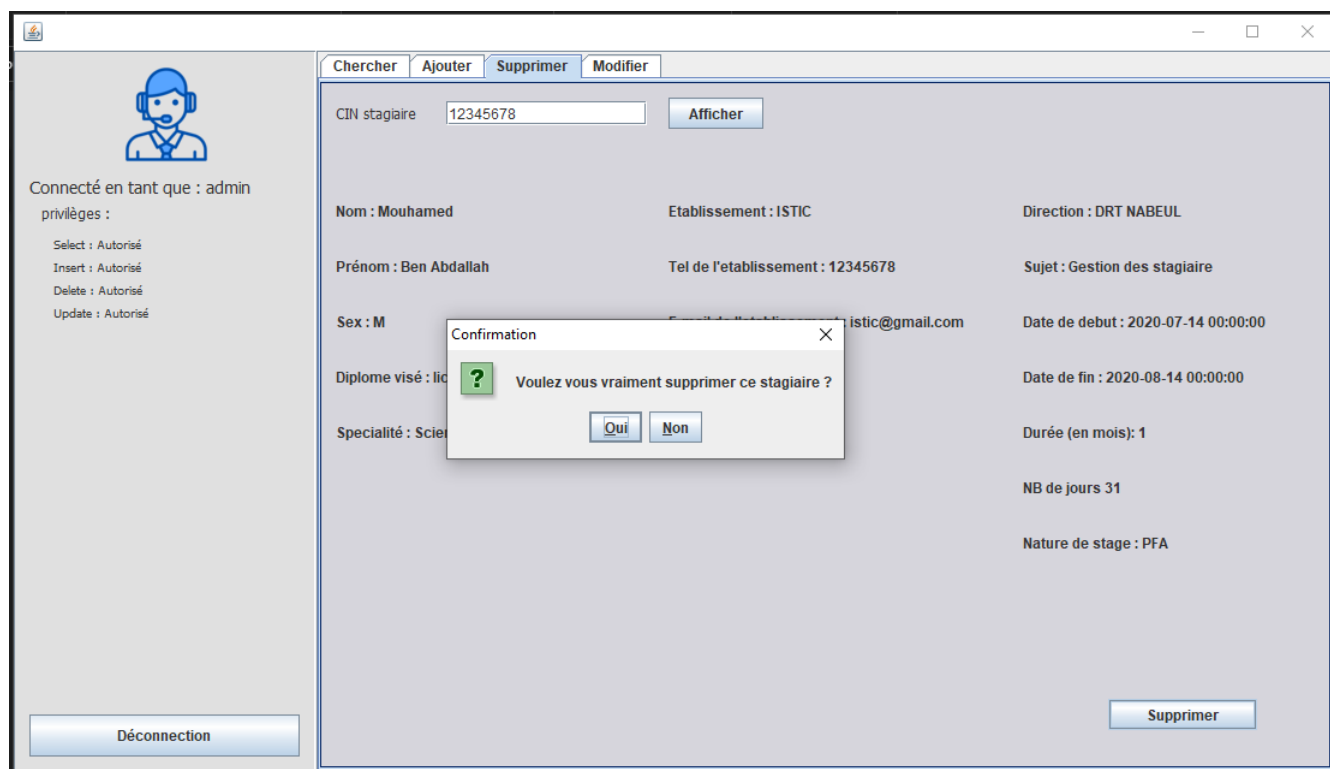 Chercher Ajouter Supprimer Modifier
Connecté en tant que : admin
privilèges :
Select : Autorisé
Insert : Autorisé
Delete : Autorisé
Update : Autorisé
Déconnection
CIN stagiaire 12345678 Afficher
Nom : Mouhamed Etablissement : ISTIC Direction : DRT NABEUL
Prénom : Ben Abdallah Tel de l'etablissement : 12345678 Sujet : Gestion des stagiaire
Sex : M istic@gmail.com Date de debut : 2020-07-14 00:00:00
Diplome visé : Date de fin : 2020-08-14 00:00:00
Specialité : Durée (en mois): 1
NB de jours 31
Nature de stage : PFA
Confirmation
?
Voulez vous vraiment supprimer ce stagiaire ?
Oui Non
Supprimer